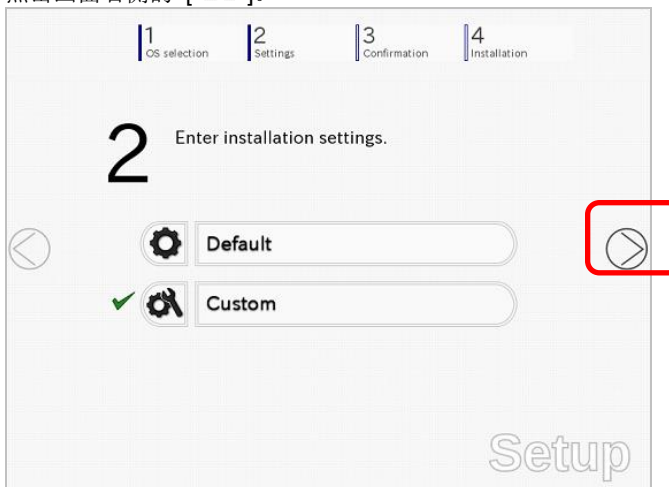 1
OS selection
2
Settings
3
Confirmation
4
Installation
2
Enter installation settings.
Default
Custom
Setup